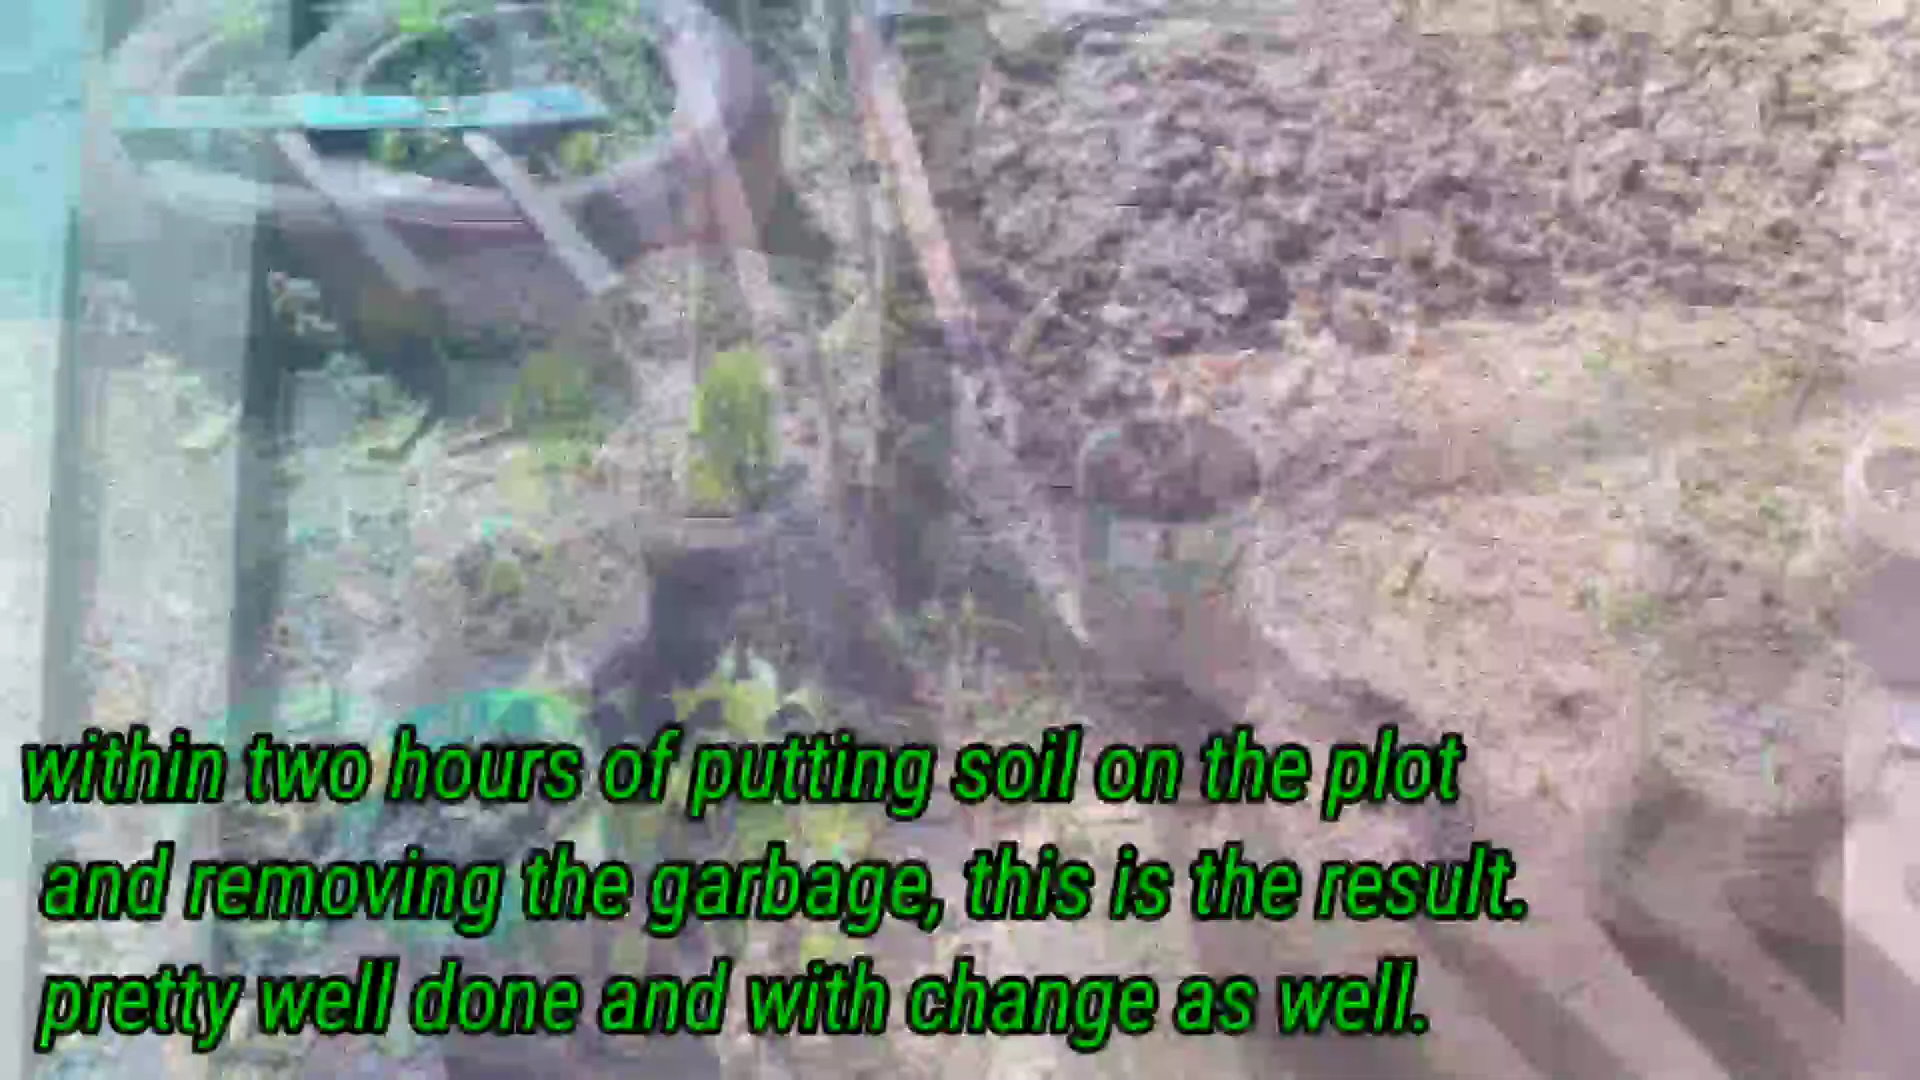 within two hours of putting soil on the plot
and removing the garbage, this is the result.
pretty well done and with change as well.